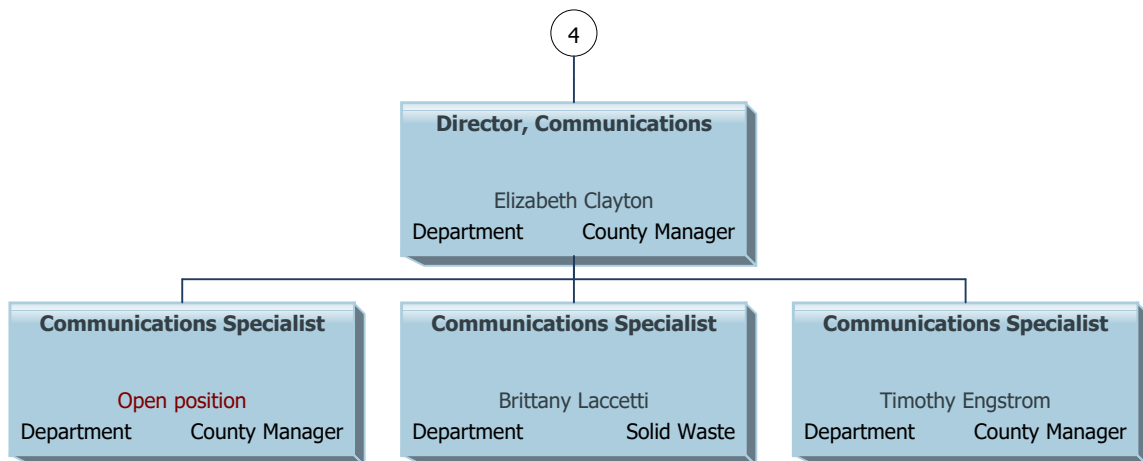 4
Director, Communications
Elizabeth Clayton
Department County Manager
Communications Specialist
Open position
Department County Manager
Communications Specialist
Brittany Laccetti
Department Solid Waste
Communications Specialist
Timothy Engstrom
Department County Manager